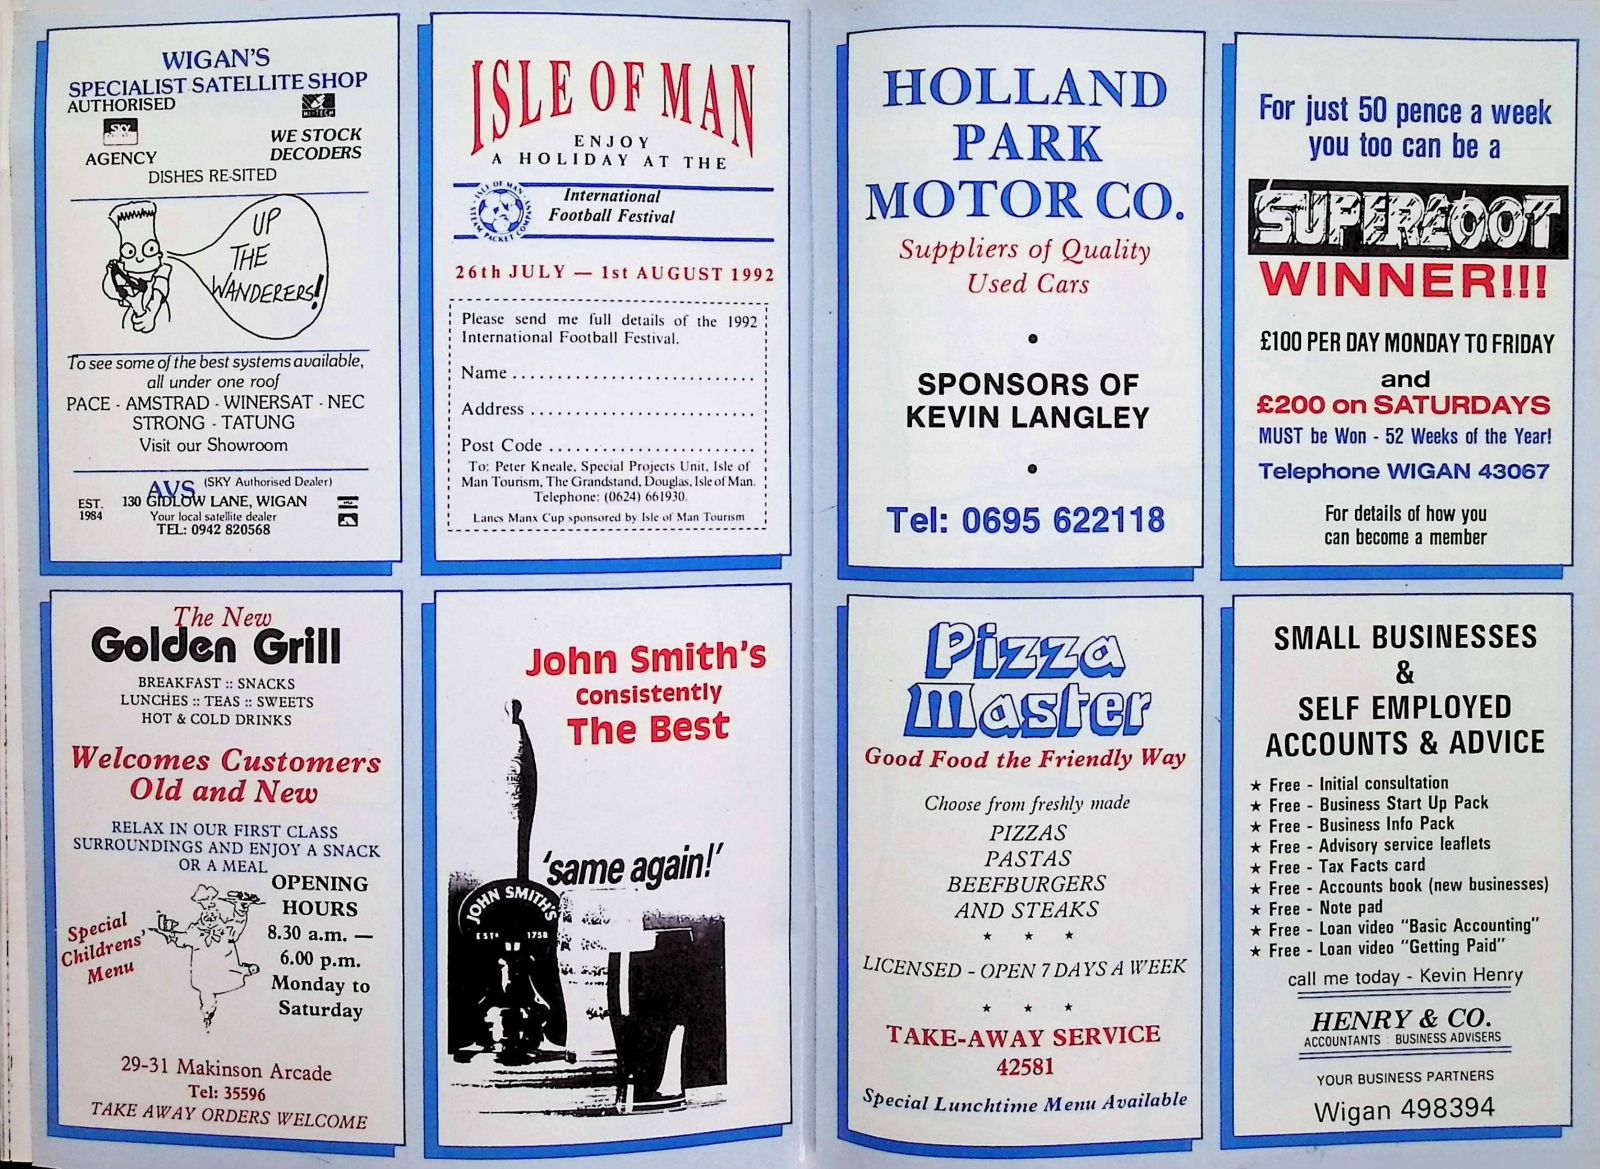 WIGAN'S
SPECIALIST SATELLITE SHOP
AUTHORISED
SKY
AGENCY
HI-TECH
WE STOCK
DECODERS
DISHES RE-SITED
UP
THE
WANDERERS!
To see some of the best systems available,
all under one roof
PACE - AMSTRAD - WINERSAT - NEC
STRONG - TATUNG
Visit our Showroom
AVS (SKY Authorised Dealer)
EST.
1984
130 GIDLOW LANE, WIGAN
Your local satellite dealer
TEL: 0942 820568
ISLE OF MAN
ENJOY
A HOLIDAY AT THE
ISLE OF MAN
STEAM PACKET COMPANY
International
Football Festival
26th JULY — 1st AUGUST 1992
Please send me full details of the 1992
International Football Festival.
Name
Address
Post Code
To: Peter Kneale, Special Projects Unit, Isle of
Man Tourism, The Grandstand, Douglas, Isle of Man.
Telephone: (0624) 661930.
Lancs Manx Cup sponsored by Isle of Man Tourism
The New
Golden Grill
BREAKFAST :: SNACKS
LUNCHES :: TEAS :: SWEETS
HOT & COLD DRINKS
Welcomes Customers
Old and New
RELAX IN OUR FIRST CLASS
SURROUNDINGS AND ENJOY A SNACK
OR A MEAL
Special
Childrens'
Menu
OPENING
HOURS
8.30 a.m. —
6.00 p.m.
Monday to
Saturday
29-31 Makinson Arcade
Tel: 35596
TAKE AWAY ORDERS WELCOME
John Smith's
Consistently
The Best
'same again!'
JOHN SMITH'S
ESTD 1758
HOLLAND
PARK
MOTOR CO.
Suppliers of Quality
Used Cars
•
SPONSORS OF
KEVIN LANGLEY
•
Tel: 0695 622118
For just 50 pence a week
you too can be a
SUPERFOOT
WINNER!!!
£100 PER DAY MONDAY TO FRIDAY
and
£200 on SATURDAYS
MUST be Won - 52 Weeks of the Year!
Telephone WIGAN 43067
For details of how you
can become a member
Pizza
Master
Good Food the Friendly Way
Choose from freshly made
PIZZAS
PASTAS
BEEFBURGERS
AND STEAKS
★ ★ ★
LICENSED - OPEN 7 DAYS A WEEK
★ ★ ★
TAKE-AWAY SERVICE
42581
Special Lunchtime Menu Available
SMALL BUSINESSES
&
SELF EMPLOYED
ACCOUNTS & ADVICE
★ Free - Initial consultation
★ Free - Business Start Up Pack
★ Free - Business Info Pack
★ Free - Advisory service leaflets
★ Free - Tax Facts card
★ Free - Accounts book (new businesses)
★ Free - Note pad
★ Free - Loan video "Basic Accounting"
★ Free - Loan video "Getting Paid"
call me today - Kevin Henry
HENRY & CO.
ACCOUNTANTS : BUSINESS ADVISERS
YOUR BUSINESS PARTNERS
Wigan 498394